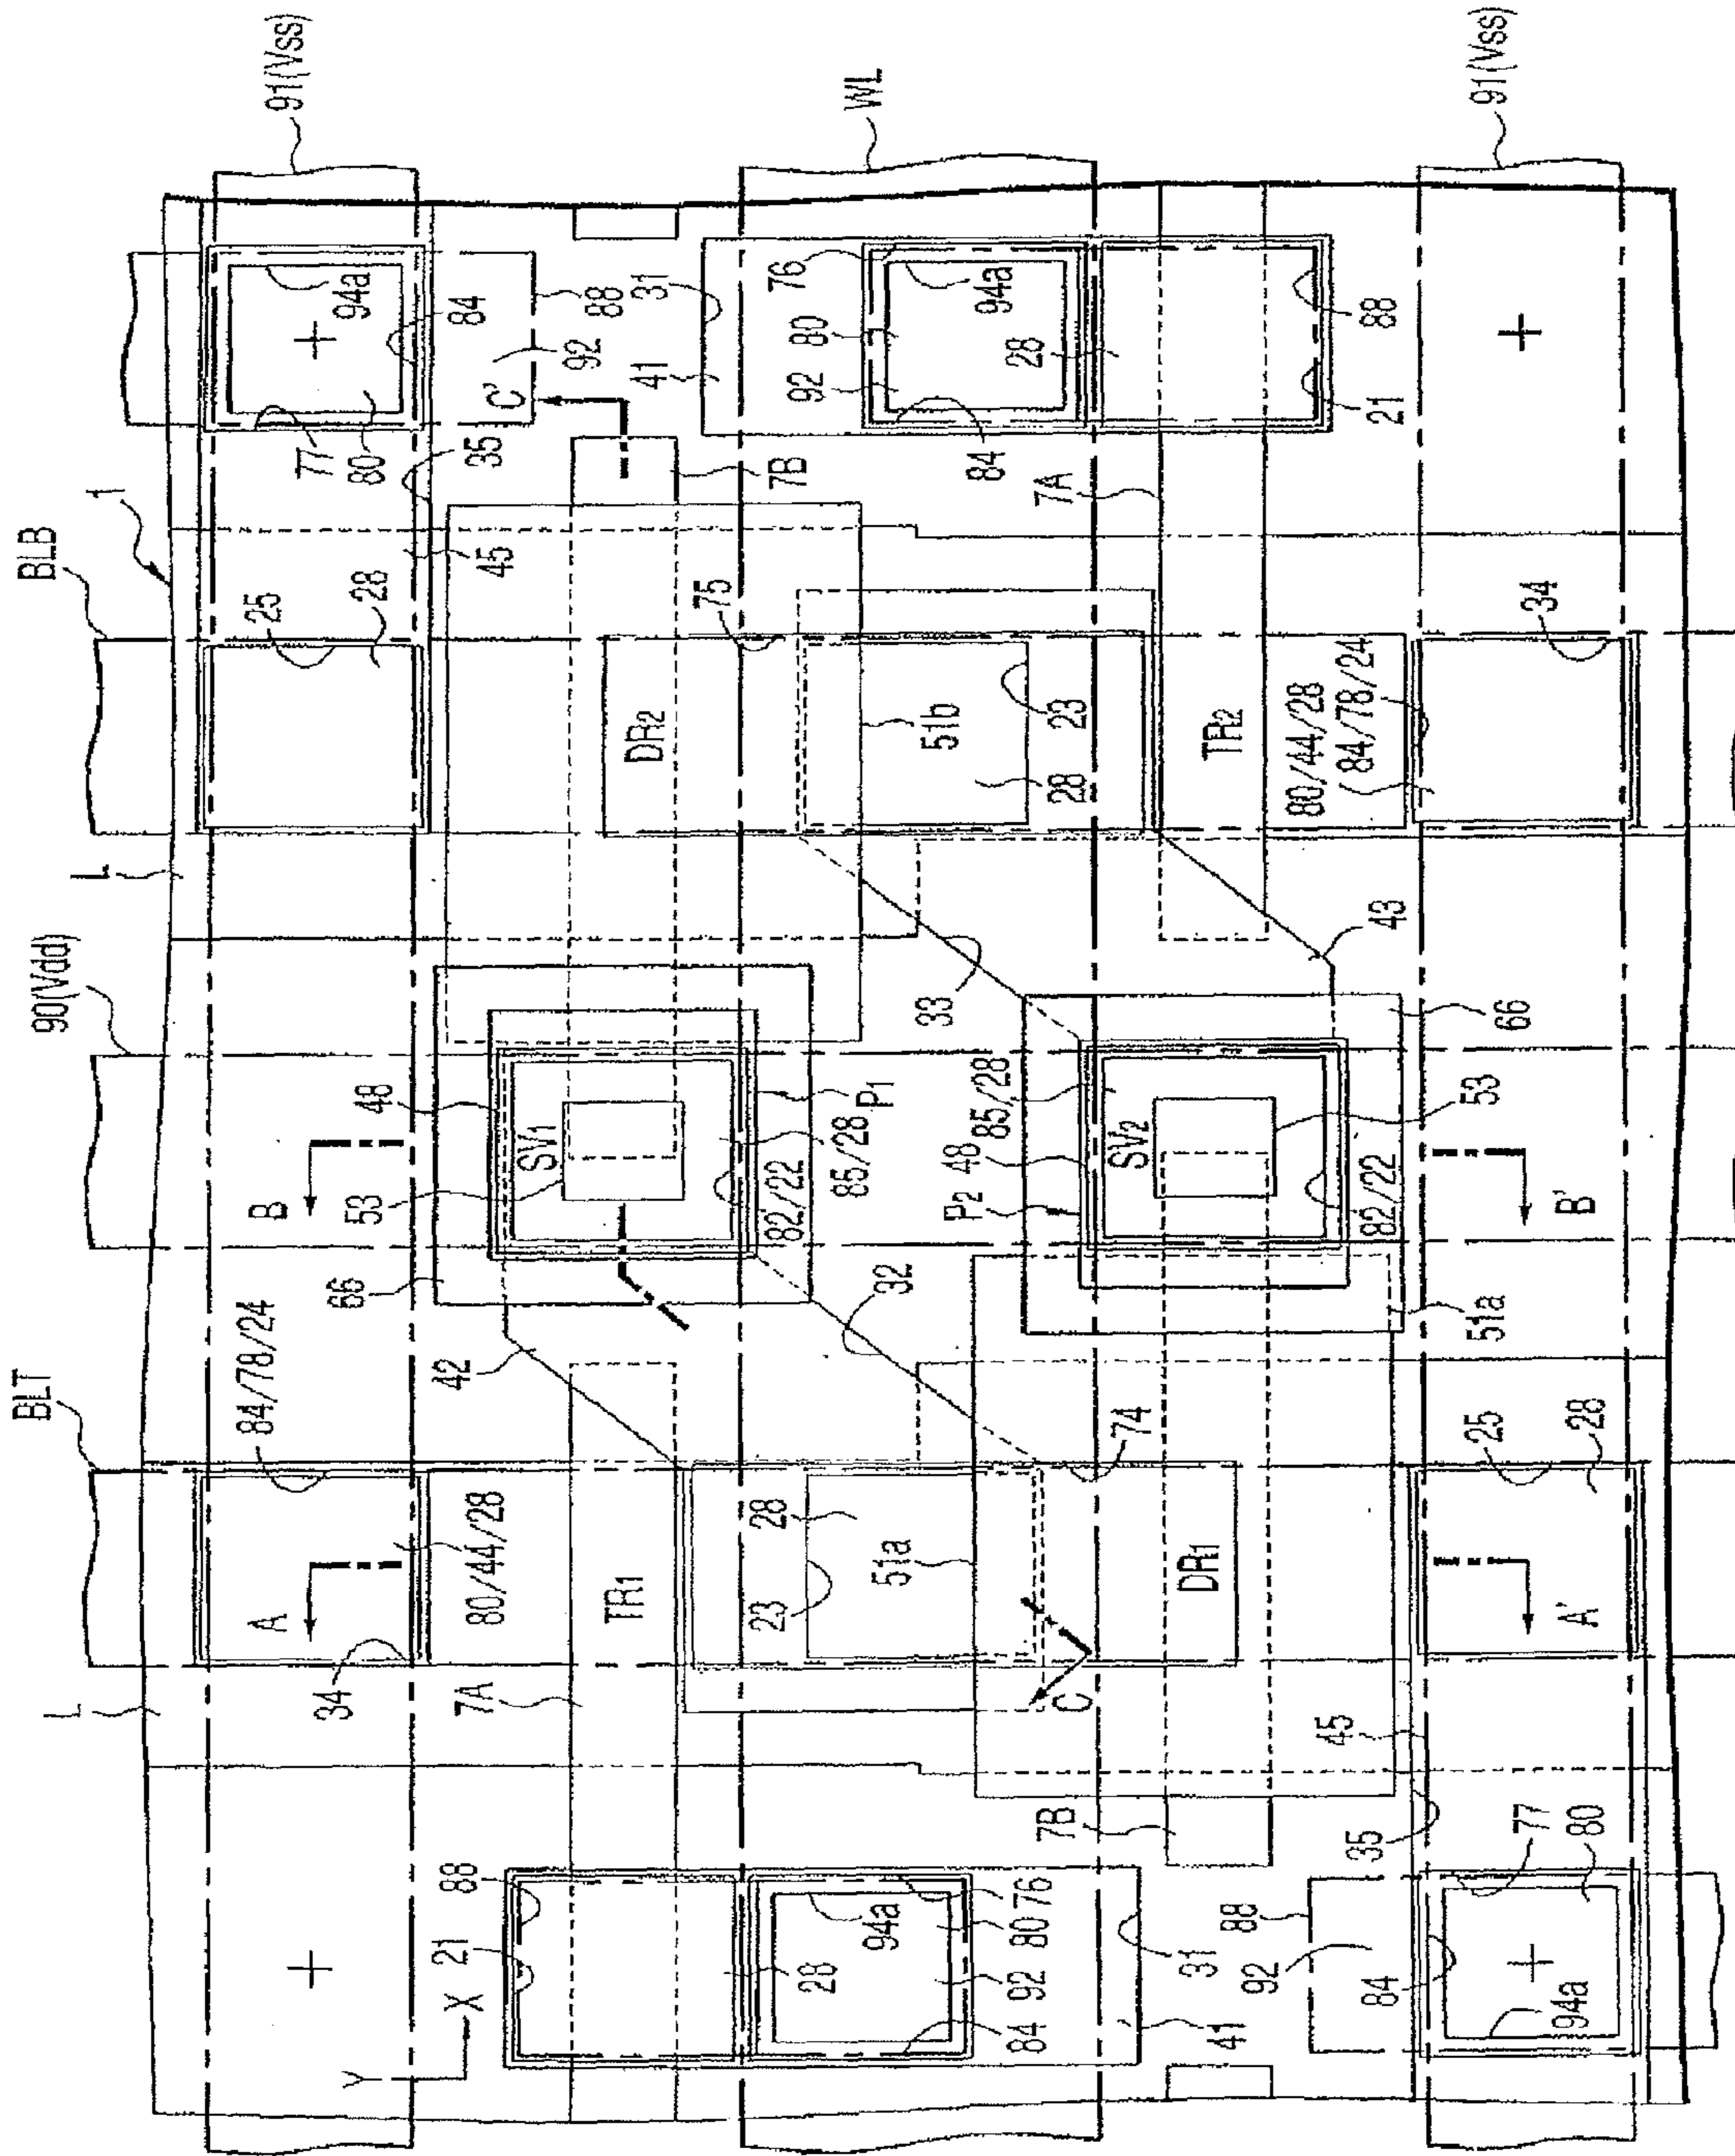 BLT
90(Vdd)
BLB
L
L
1
84/78/24
25
91(Vss)
Y
A
B
28
94a
34
66
53
77
84
80
X
80/44/28
42
48
35
45
88
21
88
7A
TR1
SV1
DR2
92
C'
P1
75
7B
31
41
28
23
28
82/22
85/28
76
80
92
WL
94a
94a
80
92
84
51a
32
33
51b
28
84
28
76
C
74
P2
48
85/28
23
7A
31
41
7B
DR1
SV2
TR2
88
21
88
92
84
35
45
51a
53
82/22
66
43
80/44/28
84/78/24
94a
77
80
A'
25
28
B'
34
91(Vss)